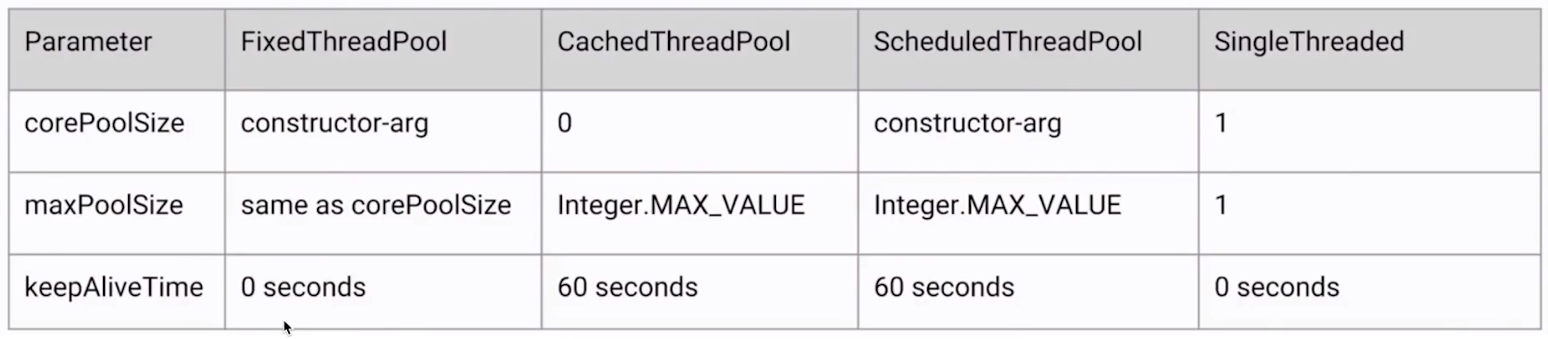 Parameter FixedThreadPool CachedThreadPool ScheduledThreadPool SingleThreaded
corePoolSize constructor-arg 0 constructor-arg 1
maxPoolSize same as corePoolSize Integer.MAX_VALUE Integer.MAX_VALUE 1
keepAliveTime 0 seconds 60 seconds 60 seconds 0 seconds